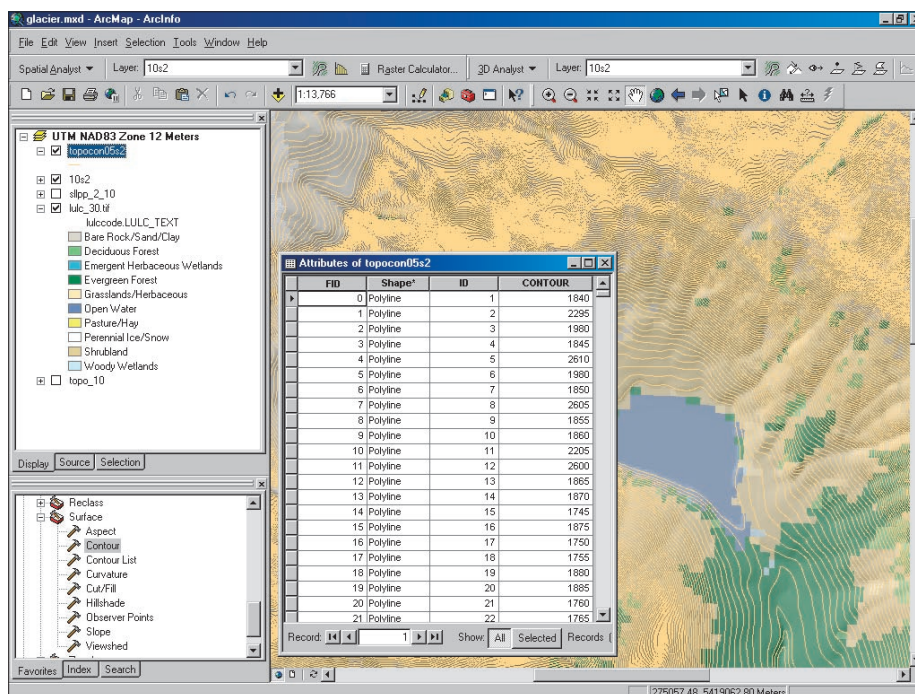 glacier.mxd - ArcMap - ArcInfo
File Edit View Insert Selection Tools Window Help
Spatial Analyst Layer: 10s2 Raster Calculator... 3D Analyst Layer: 10s2
1:13,766
UTM NAD83 Zone 12 Meters
topocon05s2
10s2
sllpp_2_10
lulc_30.tif
lulccode.LULC_TEXT
Bare Rock/Sand/Clay
Deciduous Forest
Emergent Herbaceous Wetlands
Evergreen Forest
Grasslands/Herbaceous
Open Water
Pasture/Hay
Perennial Ice/Snow
Shrubland
Woody Wetlands
topo_10
Display Source Selection
Reclass
Surface
Aspect
Contour
Contour List
Curvature
Cut/Fill
Hillshade
Observer Points
Slope
Viewshed
Favorites Index Search
Attributes of topocon05s2
FID Shape* ID CONTOUR
0 Polyline 1 1840
1 Polyline 2 2295
2 Polyline 3 1980
3 Polyline 4 1845
4 Polyline 5 2610
5 Polyline 6 1980
6 Polyline 7 1850
7 Polyline 8 2605
8 Polyline 9 1855
9 Polyline 10 1860
10 Polyline 11 2205
11 Polyline 12 2600
12 Polyline 13 1865
13 Polyline 14 1870
14 Polyline 15 1745
15 Polyline 16 1875
16 Polyline 17 1750
17 Polyline 18 1755
18 Polyline 19 1880
19 Polyline 20 1885
20 Polyline 21 1760
21 Polyline 22 1765
Record: 1 Show: All Selected Records (
275057.48 5419062.80 Meters